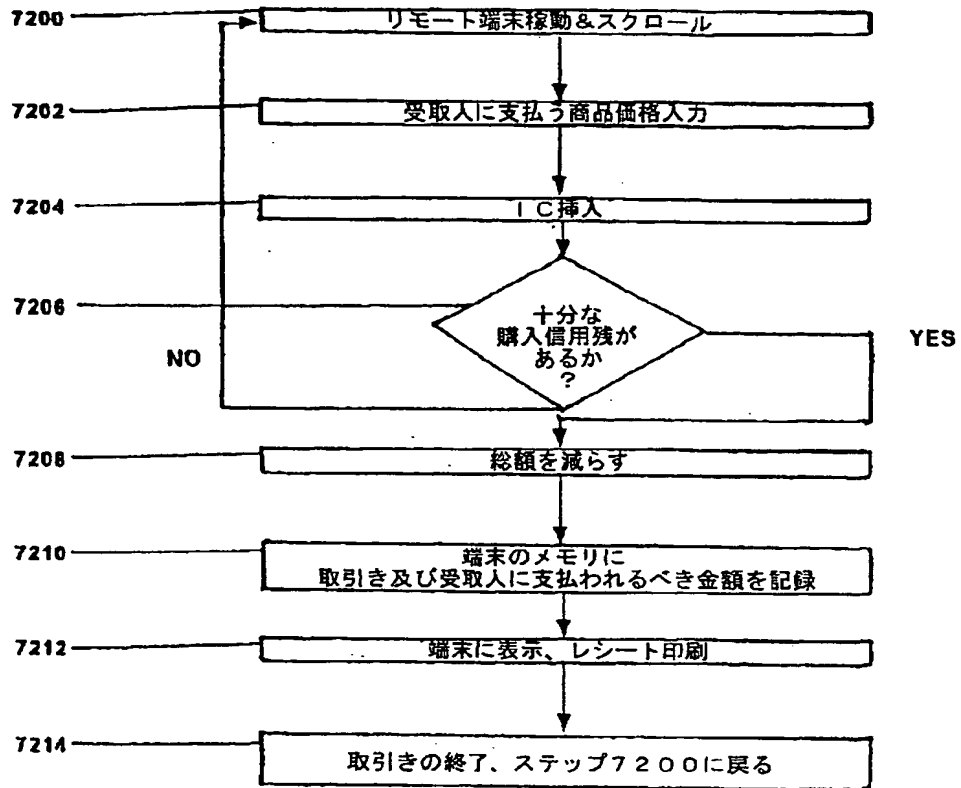 7200
リモート端末稼動&スクロール
7202
受取人に支払う商品価格入力
7204
IC挿入
7206
十分な
購入信用残が
あるか
?
YES
NO
7208
総額を減らす
7210
端末のメモリに
取引き及び受取人に支払われるべき金額を記録
7212
端末に表示、レシート印刷
7214
取引きの終了、ステップ7200に戻る